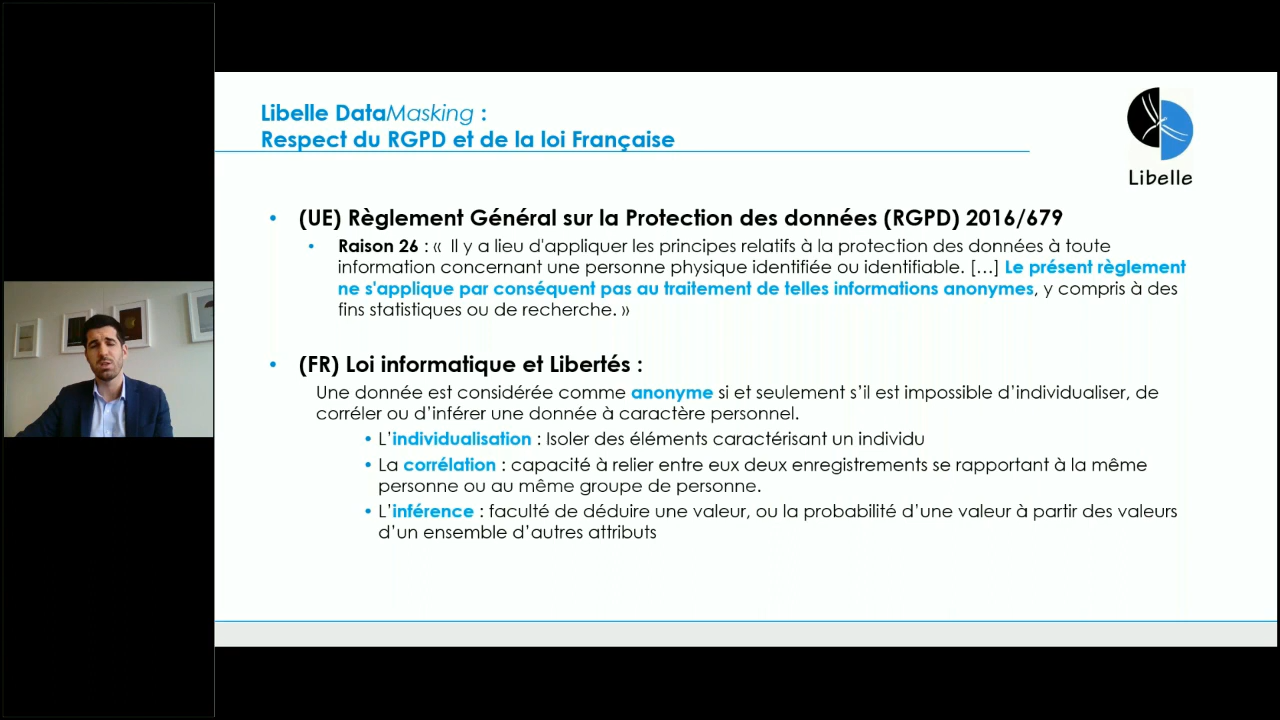 Libelle DataMasking :
Respect du RGPD et de la loi Française
Libelle
• (UE) Règlement Général sur la Protection des données (RGPD) 2016/679
• Raison 26 : « Il y a lieu d'appliquer les principes relatifs à la protection des données à toute
information concernant une personne physique identifiée ou identifiable. [...] Le présent règlement
ne s'applique par conséquent pas au traitement de telles informations anonymes, y compris à des
fins statistiques ou de recherche. »
• (FR) Loi informatique et Libertés :
Une donnée est considérée comme anonyme si et seulement s’il est impossible d’individualiser, de
corréler ou d’inférer une donnée à caractère personnel.
• L’individualisation : Isoler des éléments caractérisant un individu
• La corrélation : capacité à relier entre eux deux enregistrements se rapportant à la même
personne ou au même groupe de personne.
• L’inférence : faculté de déduire une valeur, ou la probabilité d’une valeur à partir des valeurs
d’un ensemble d’autres attributs